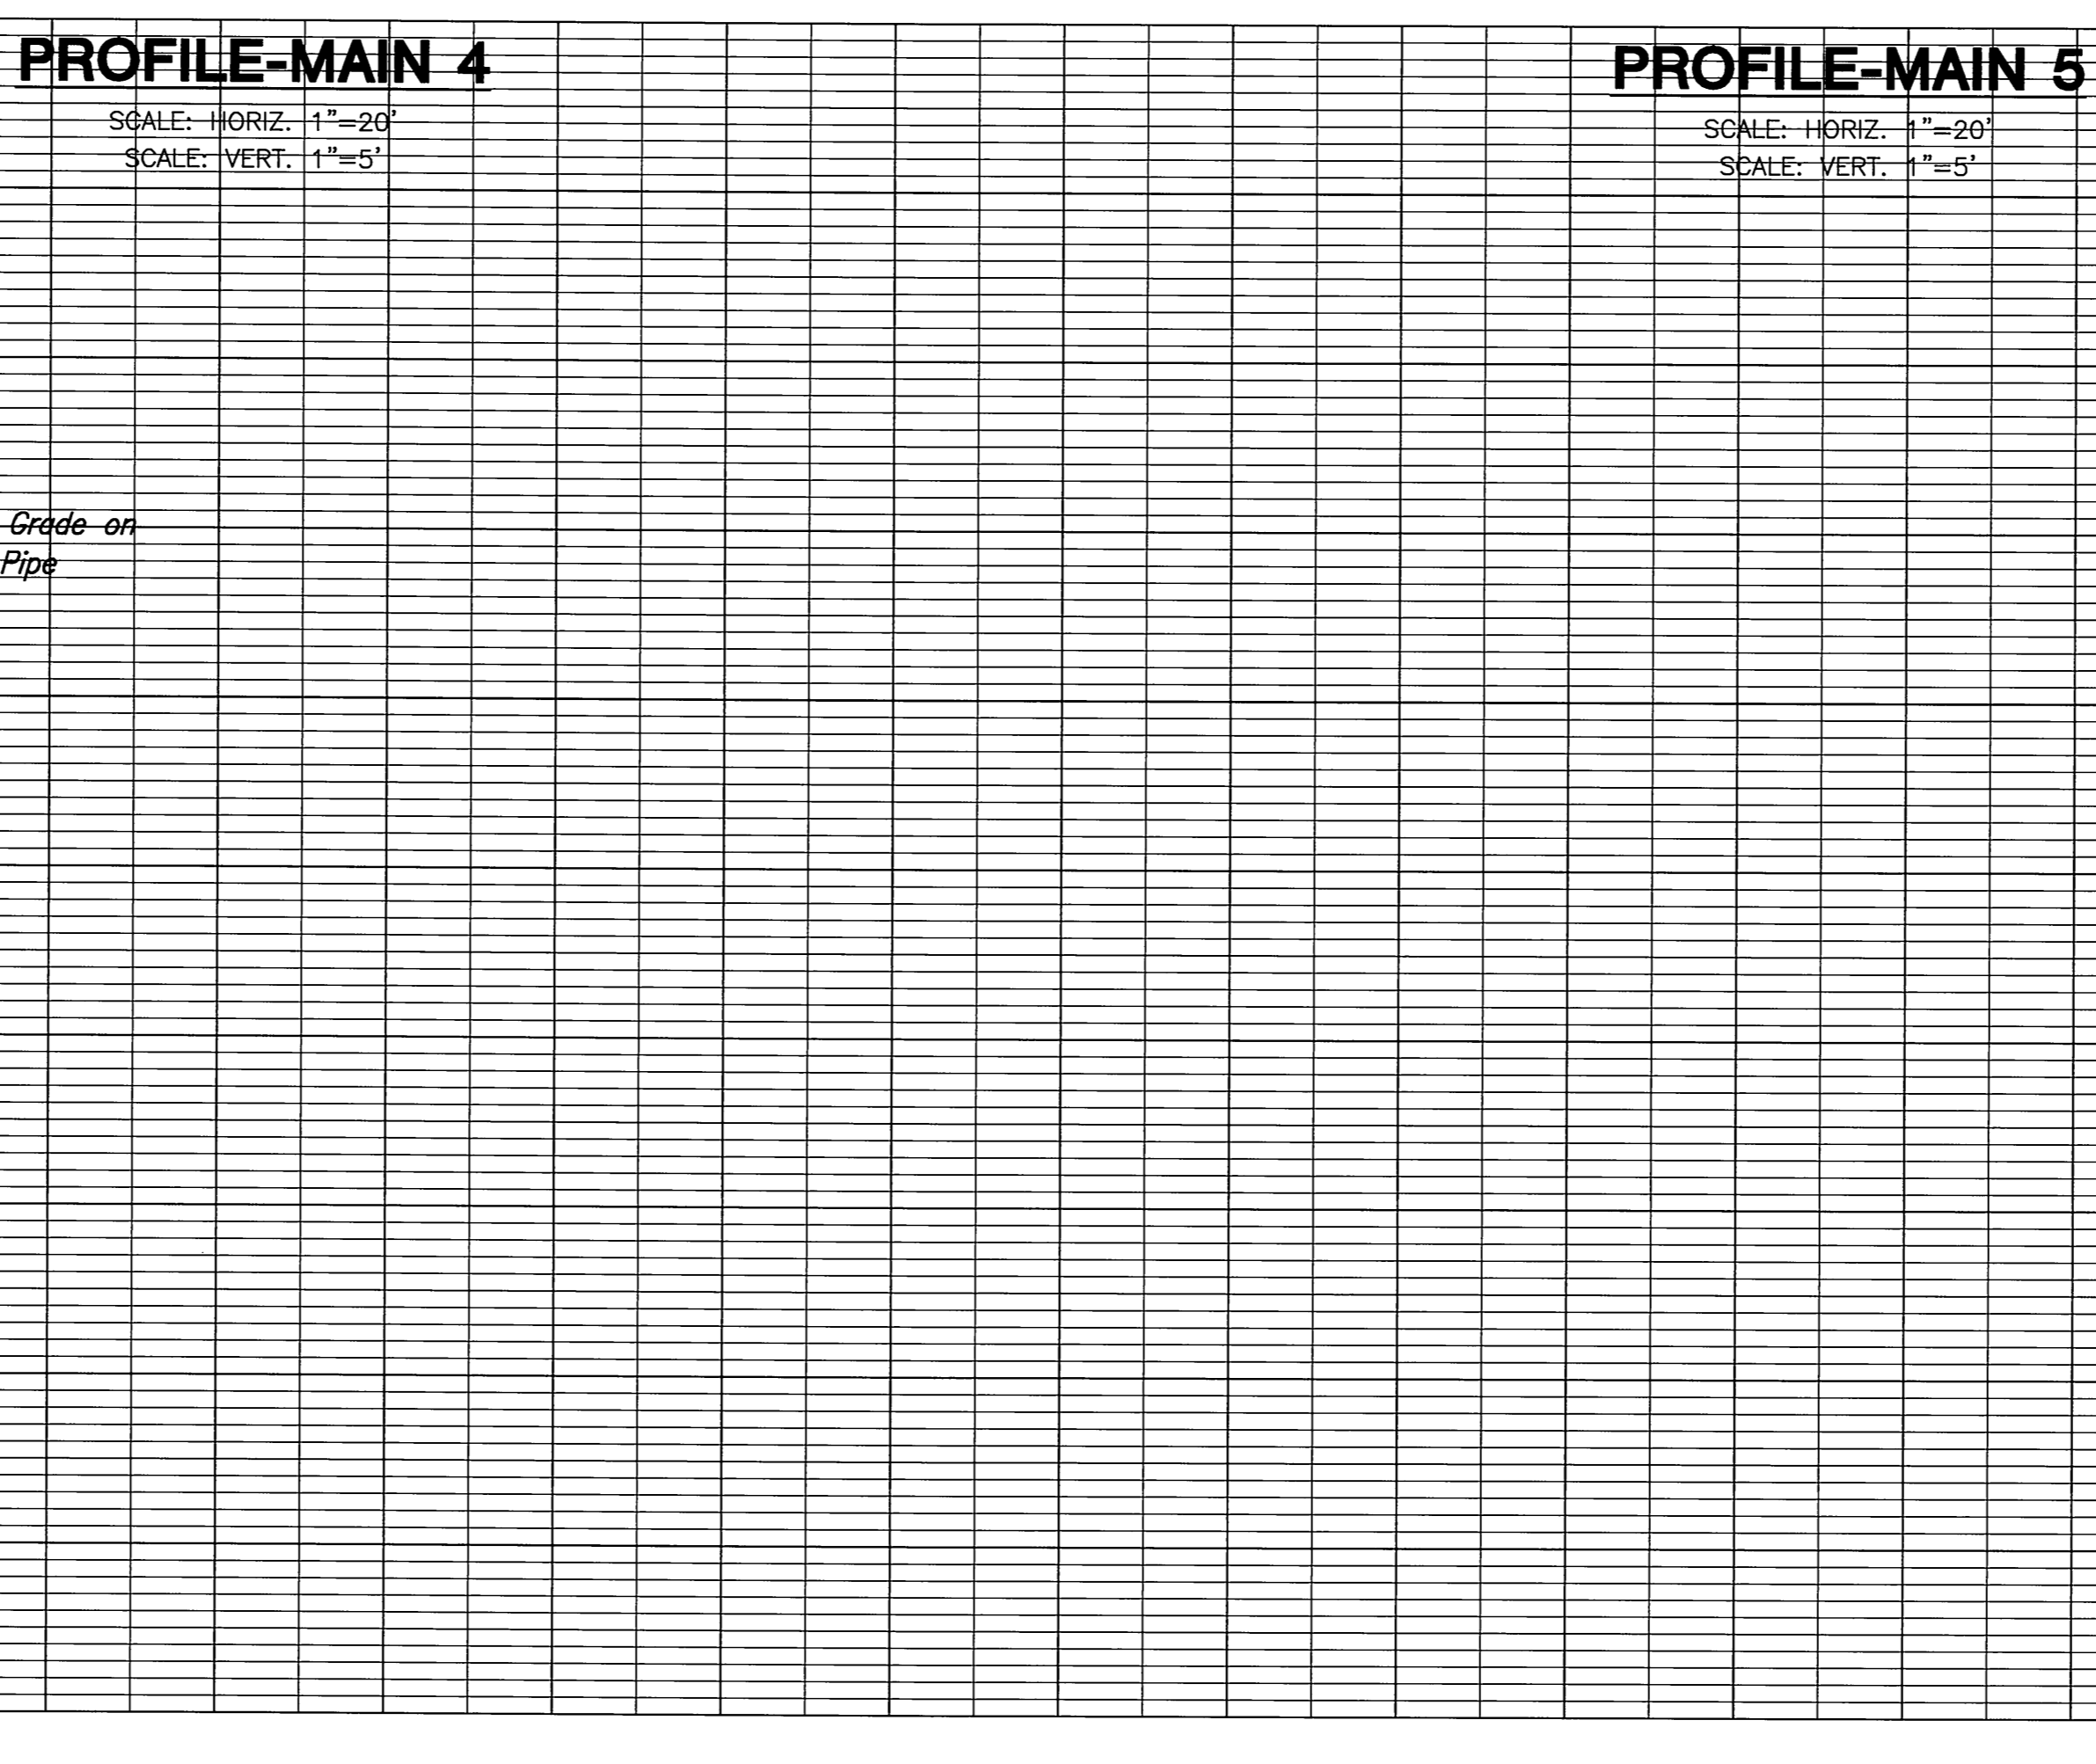 PROFILE-MAIN 4
SCALE: HORIZ. 1"=20'
SCALE: VERT. 1"=5'
Grade on
Pipe
PROFILE-MAIN 5
SCALE: HORIZ. 1"=20'
SCALE: VERT. 1"=5'